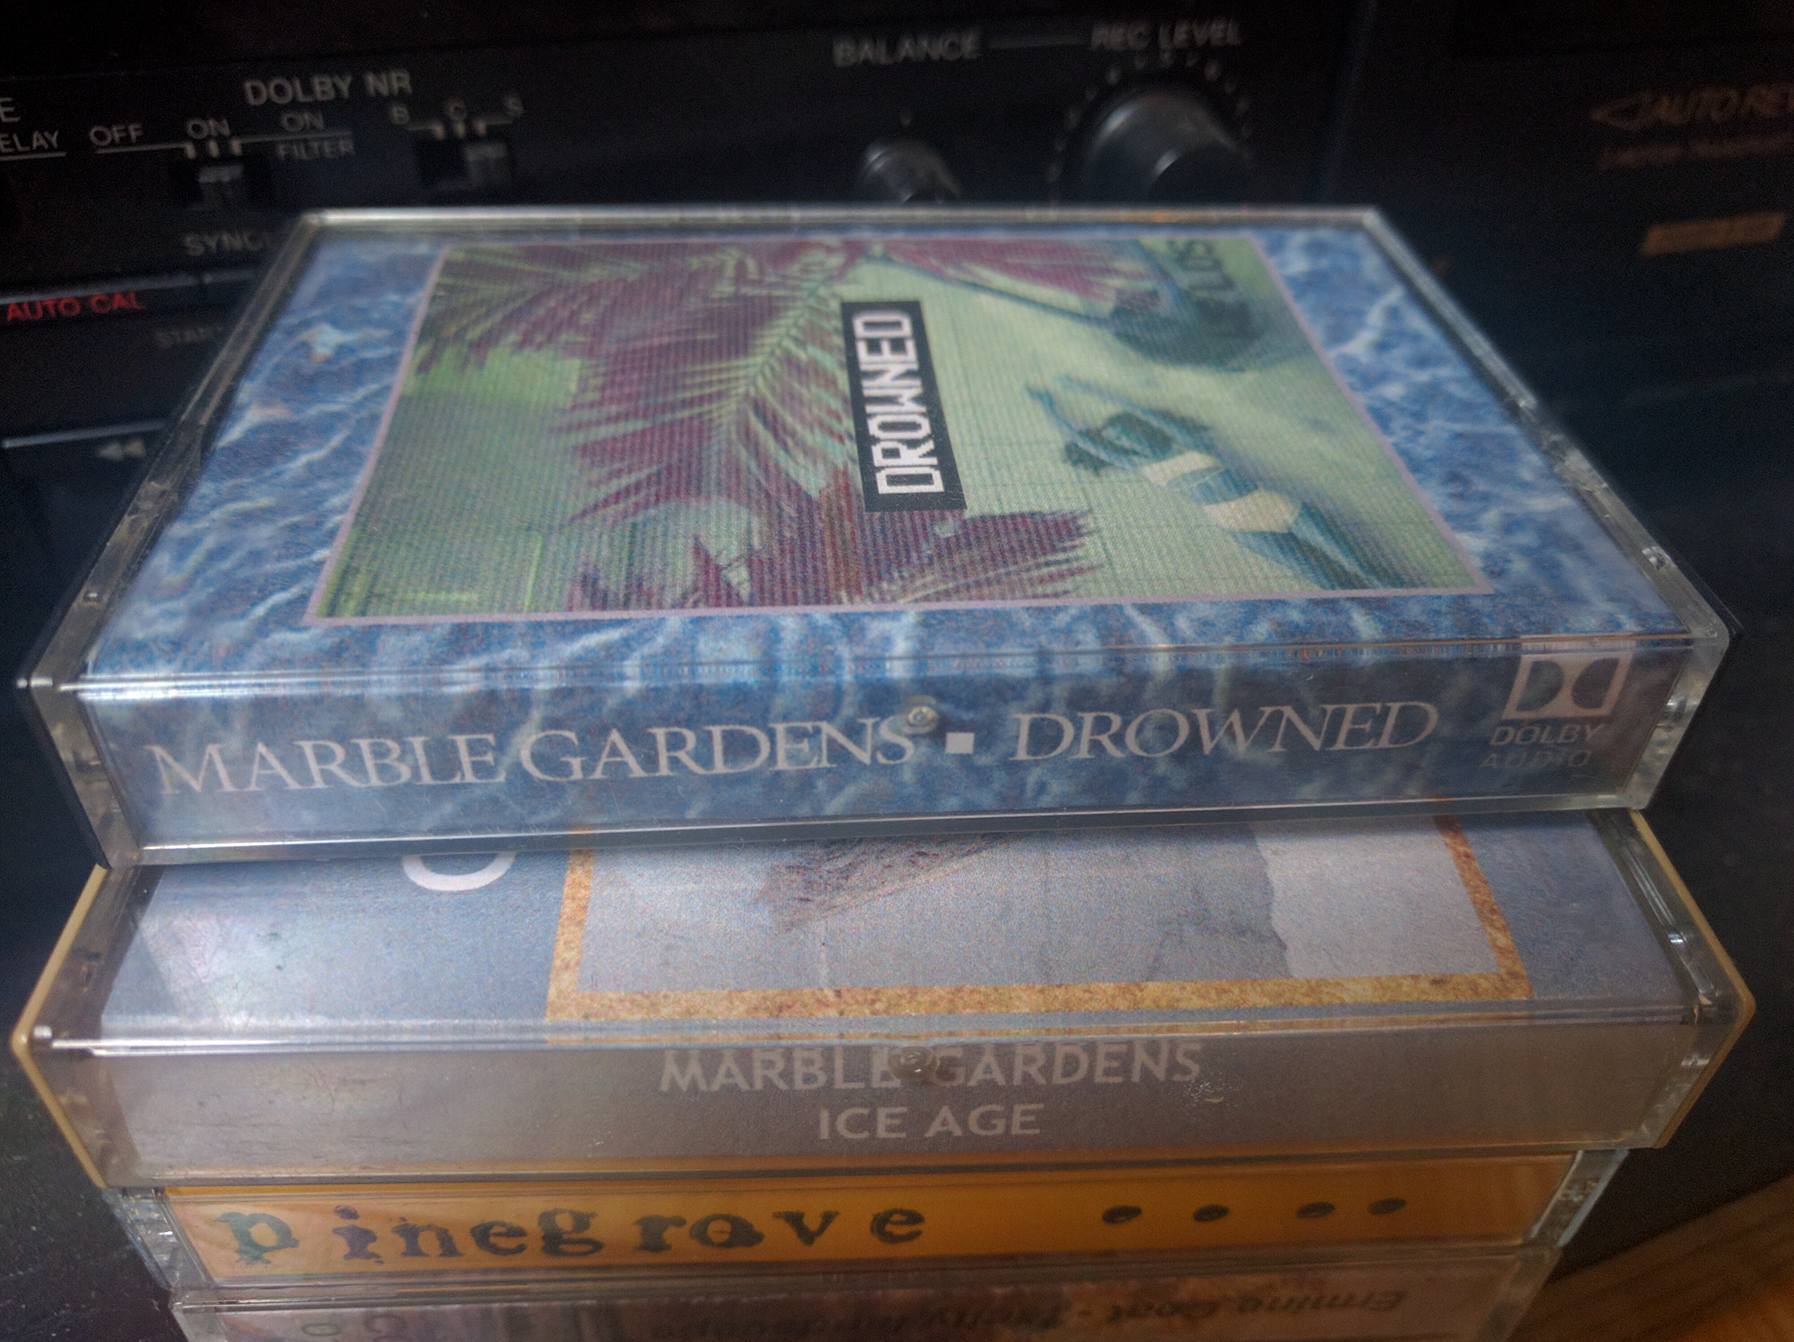 BALANCE
REC LEVEL
DOLBY NR
B C S
OFF ON ON
ELAY
FILTER
AUTO CAL
DROWNED
MARBLE GARDENS ▪ DROWNED
DOLBY
AUDIO
MARBLE GARDENS
ICE AGE
pinegrove